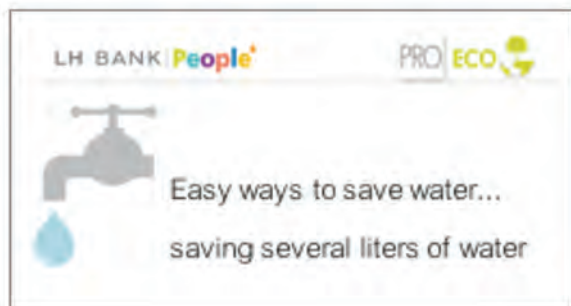 LH BANK People+
PRO ECO
Easy ways to save water...
saving several liters of water